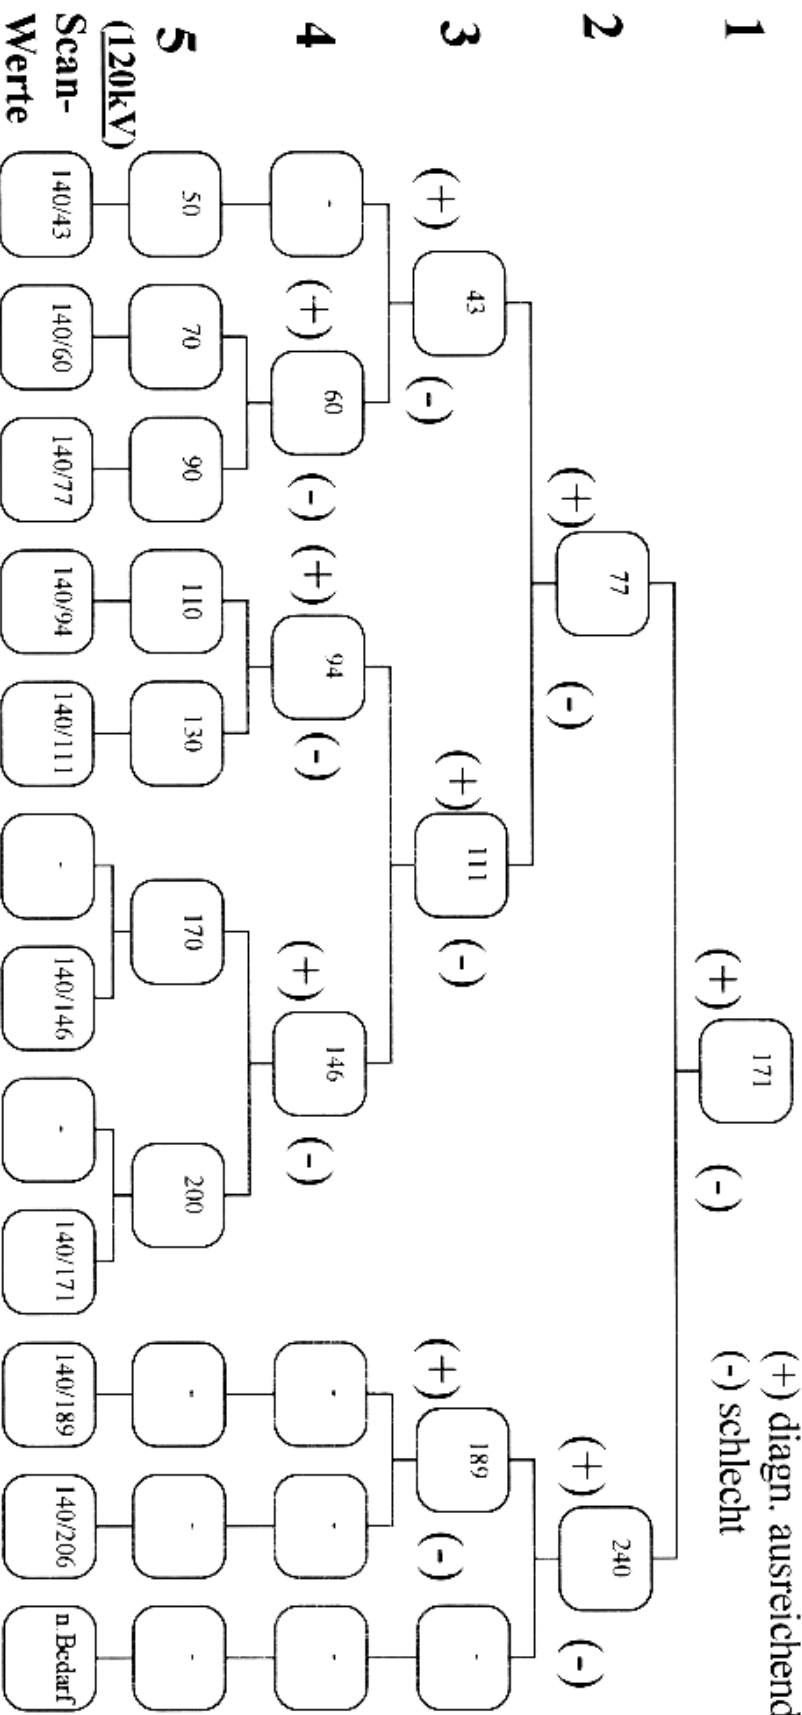 (+) diagn. ausreichend
1 (+) 171 (-) (-) schlecht
2 (+) 77 (-) (+) 240 (-)
3 (+) 43 (-) (+) 111 (-) (+) 189 (-) -
4 - (+) 60 (-) (+) 94 (-) (+) 146 (-) - - -
5 50 70 90 110 130 170 200 - - -
(120kV)
Scan-
Werte
140/43 140/60 140/77 140/94 140/111 - 140/146 - 140/171 140/189 140/206 n.Bedarf